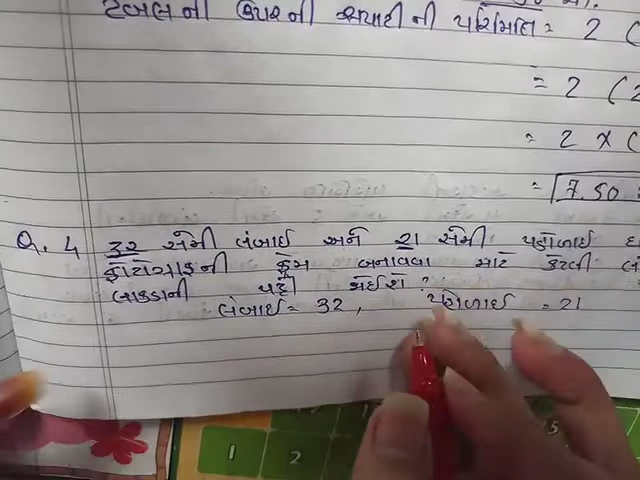 ટેબલની ઉપરની સપાટીની પરિમિતિ = 2 (
= 2 (2
= 2 x (
= 7.50
Q. 4 32 સેમી લંબાઈ અને 21 સેમી પહોળાઈ ધ
ફોટોગ્રાફની ફ્રેમ બનાવવા માટે કેટલી લં
લાકડાની પટ્ટી જોઈશે?
લંબાઈ = 32, પહોળાઈ = 21
1 2 5